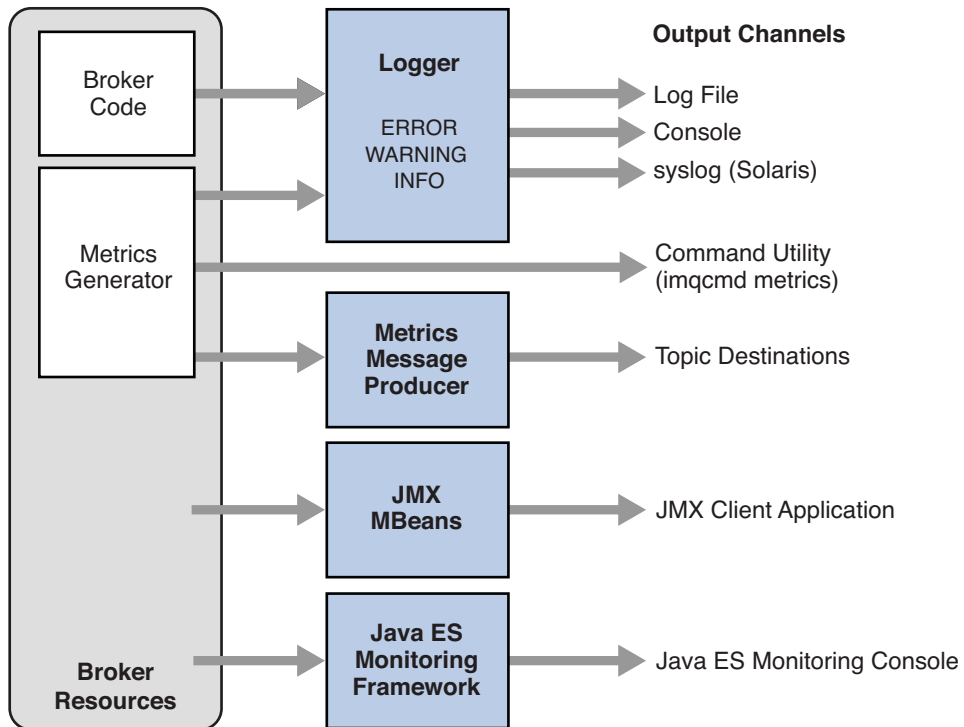 Output Channels
Broker
Code
Logger
ERROR
WARNING
INFO
Log File
Console
syslog (Solaris)
Metrics
Generator
Command Utility
(imqcmd metrics)
Metrics
Message
Producer
Topic Destinations
JMX
MBeans
JMX Client Application
Java ES
Monitoring
Framework
Java ES Monitoring Console
Broker
Resources